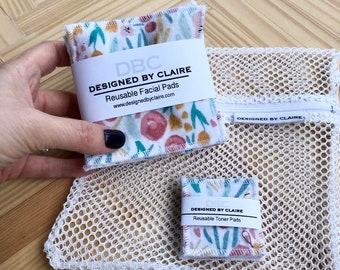 DBC
DESIGNED BY CLAIRE
Reusable Facial Pads
www.designedbyclaire.com
DESIGNED BY CLAIRE
DESIGNED BY CLAIRE
Reusable Toner Pads